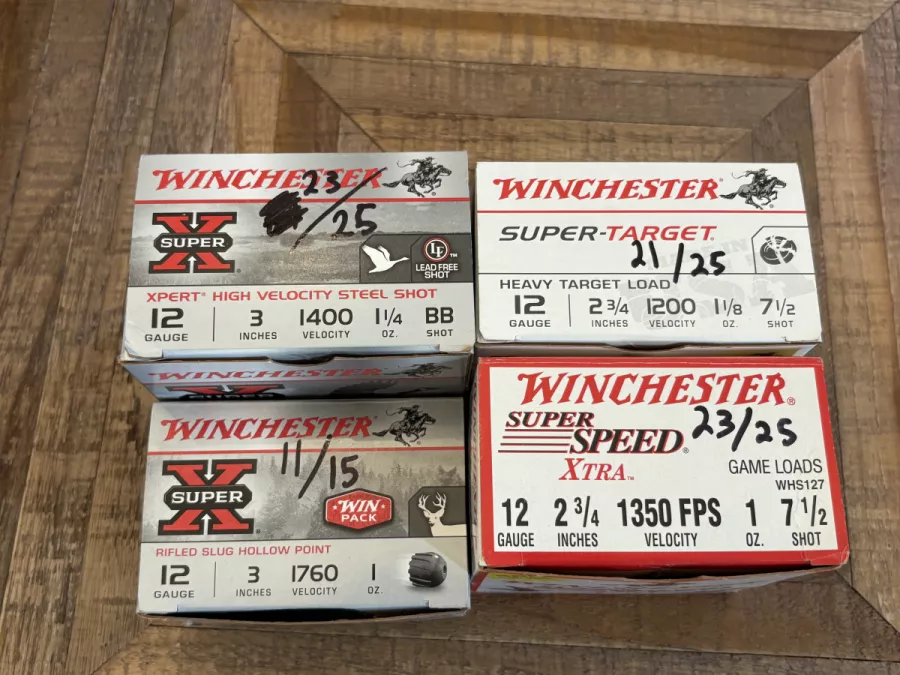 WINCHESTER
23/25
X SUPER
LF™
LEAD FREE
SHOT
XPERT® HIGH VELOCITY STEEL SHOT
12 3 1400 1 1/4 BB
GAUGE INCHES VELOCITY OZ. SHOT
WINCHESTER
SUPER
WINCHESTER
SUPER-TARGET
21/25
HEAVY TARGET LOAD
12 2 3/4 1200 1 1/8 7 1/2
GAUGE INCHES VELOCITY OZ. SHOT
WINCHESTER
11/15
X SUPER
WIN
PACK
RIFLED SLUG HOLLOW POINT
12 3 1760 1
GAUGE INCHES VELOCITY OZ.
WINCHESTER®
SUPER
SPEED®
23/25
XTRA™
GAME LOADS
WHS127
12 2 3/4 1350 FPS 1 7 1/2
GAUGE INCHES VELOCITY OZ. SHOT